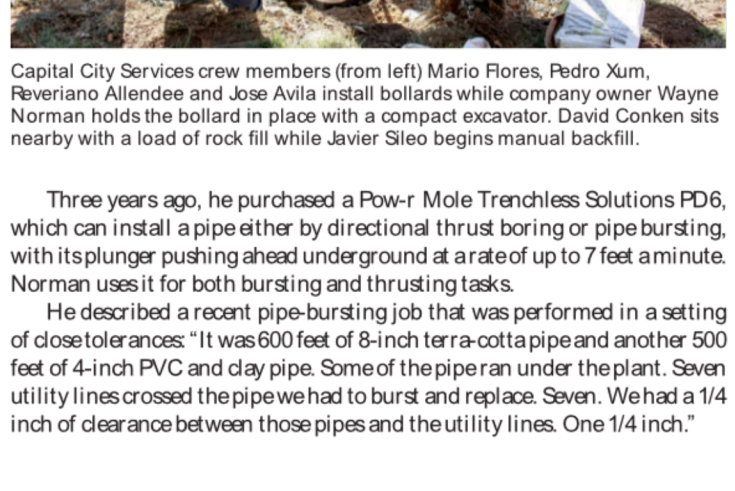 Capital City Services crew members (from left) Mario Flores, Pedro Xum,
Reveriano Allendee and Jose Avila install bollards while company owner Wayne
Norman holds the bollard in place with a compact excavator. David Conken sits
nearby with a load of rock fill while Javier Sileo begins manual backfill.
Three years ago, he purchased a Pow-r Mole Trenchless Solutions PD6,
which can install a pipe either by directional thrust boring or pipe bursting,
with its plunger pushing ahead underground at a rate of up to 7 feet a minute.
Norman uses it for both bursting and thrusting tasks.
He described a recent pipe-bursting job that was performed in a setting
of close tolerances: “It was 600 feet of 8-inch terra-cotta pipe and another 500
feet of 4-inch PVC and clay pipe. Some of the pipe ran under the plant. Seven
utility lines crossed the pipe we had to burst and replace. Seven. We had a 1/4
inch of clearance between those pipes and the utility lines. One 1/4 inch.”